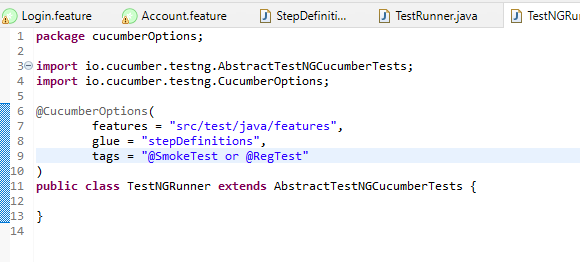 Login.feature Account.feature StepDefiniti... TestRunner.java TestNGRu
1 package cucumberOptions;
2
3 import io.cucumber.testng.AbstractTestNGCucumberTests;
4 import io.cucumber.testng.CucumberOptions;
5
6 @CucumberOptions(
7 features = "src/test/java/features",
8 glue = "stepDefinitions",
9 tags = "@SmokeTest or @RegTest"
10 )
11 public class TestNGRunner extends AbstractTestNGCucumberTests {
12
13 }
14